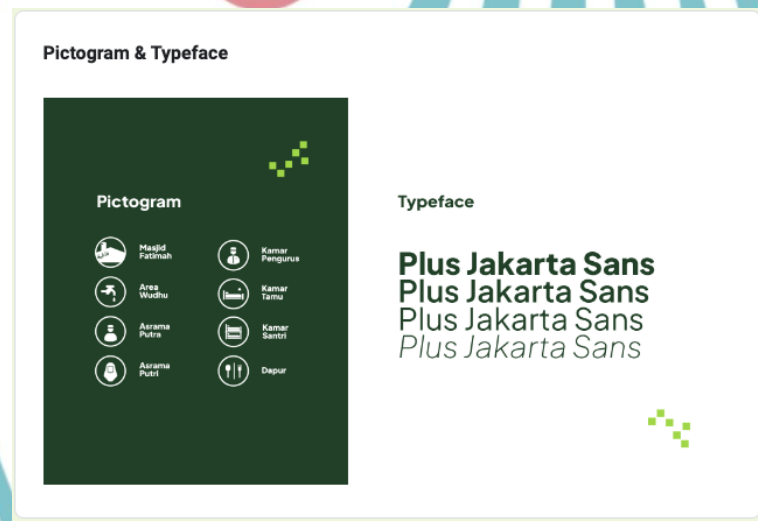 Pictogram & Typeface
Pictogram
Masjid
Fatimah
Area
Wudhu
Asrama
Putra
Asrama
Putri
Kamar
Pengurus
Kamar
Tamu
Kamar
Santri
Dapur
Typeface
Plus Jakarta Sans
Plus Jakarta Sans
Plus Jakarta Sans
Plus Jakarta Sans